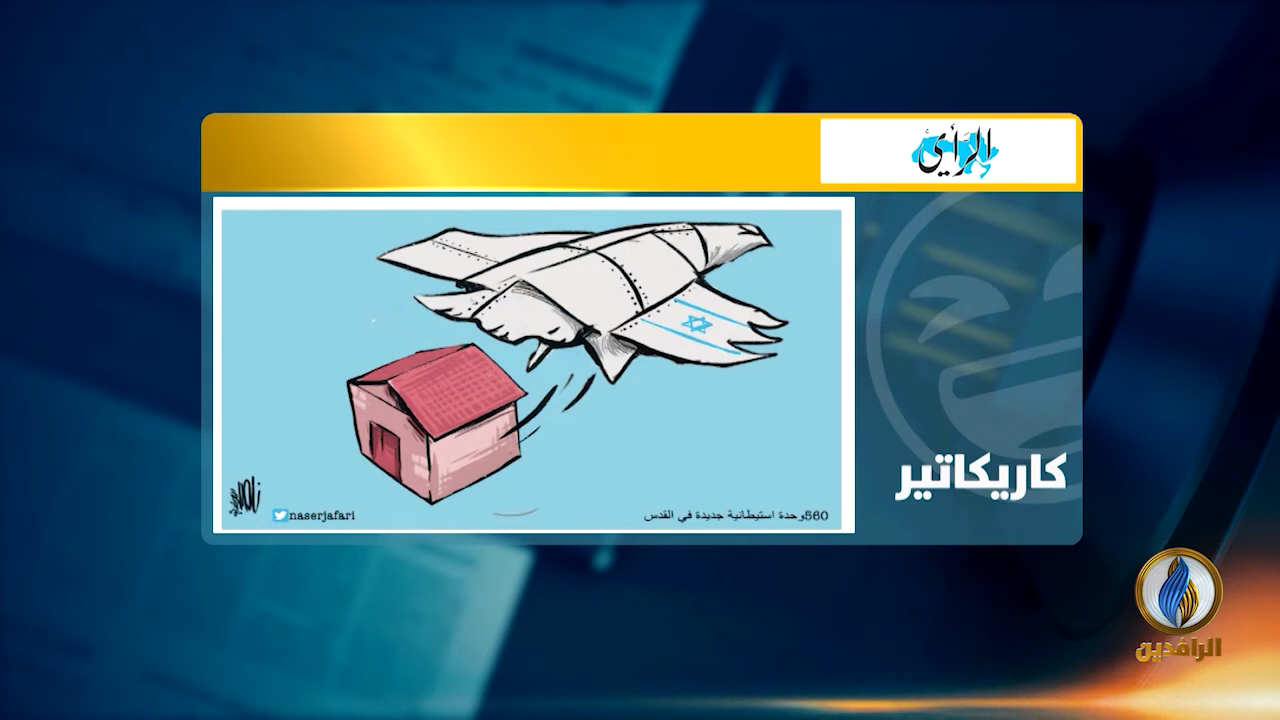 الرأي
560وحدة استيطانية جديدة في القدس
naserjafari
كاريكاتير
الرافدين